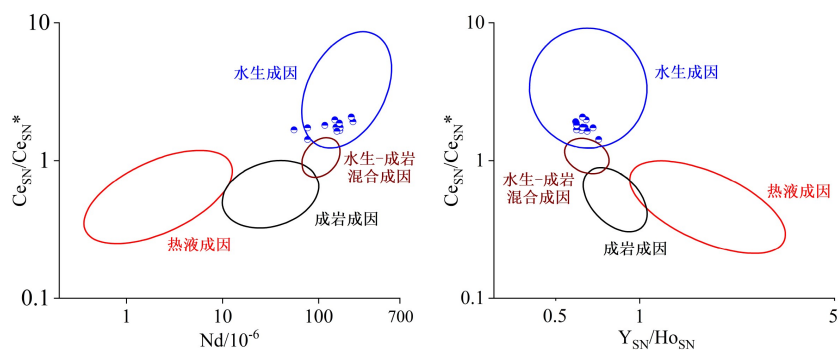 10
1
0.1
Ce_SN/Ce_SN*
水生成因
水生-成岩
混合成因
成岩成因
热液成因
1
10
100
700
Nd/10⁻⁶
10
1
0.1
Ce_SN/Ce_SN*
水生成因
水生-成岩
混合成因
热液成因
成岩成因
0.5
1
5
Y_SN/Ho_SN